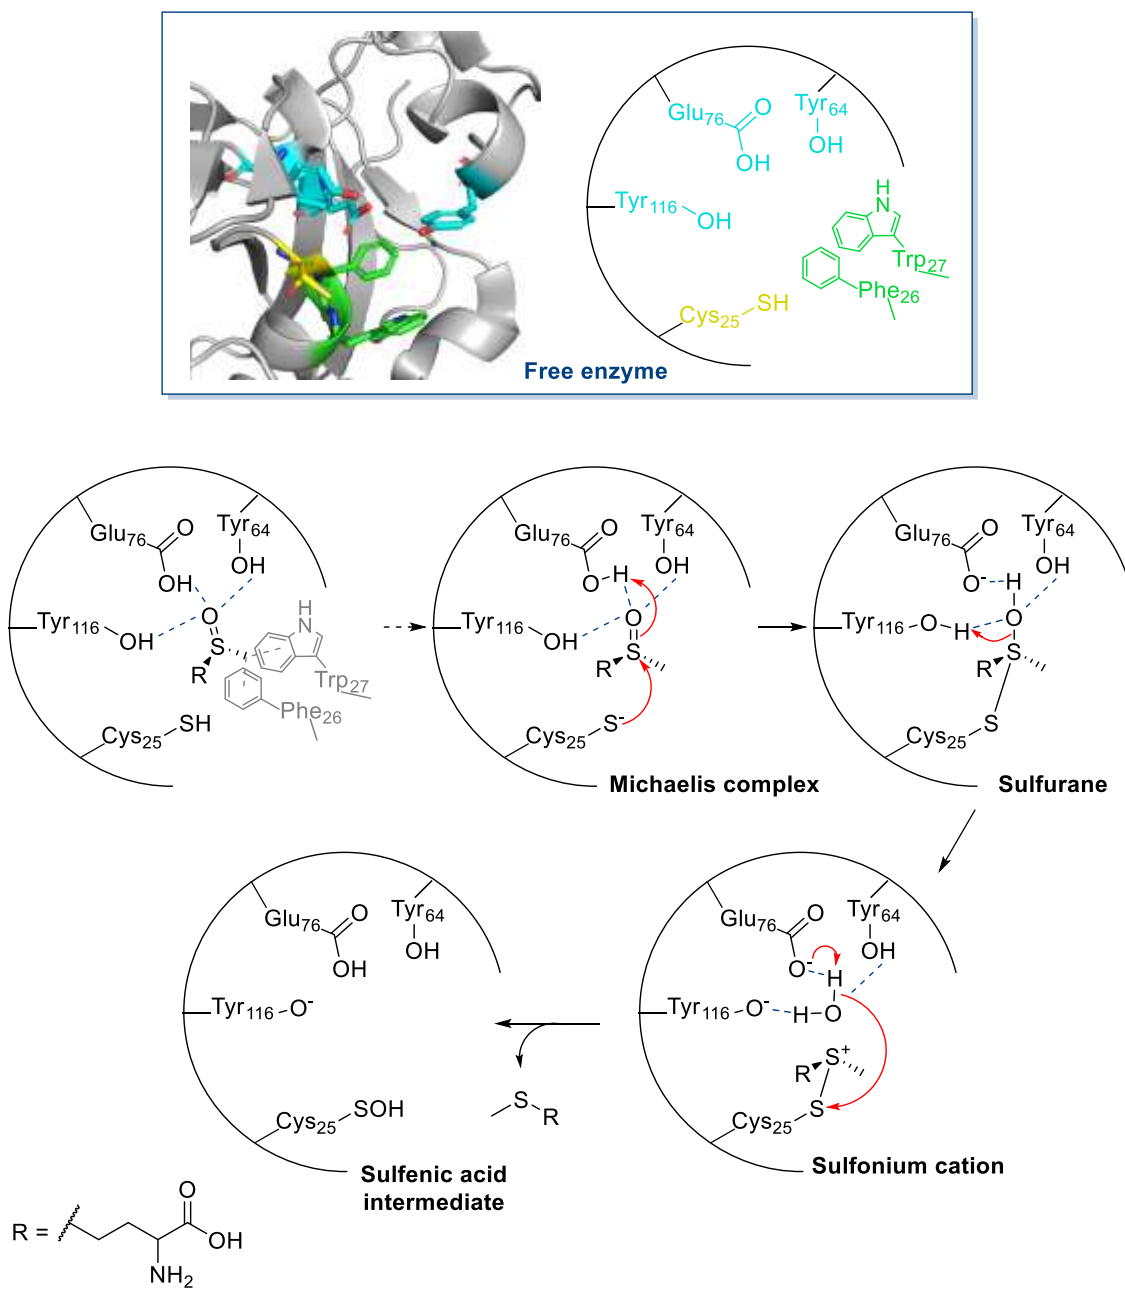 Glu76
O
OH
Tyr64
OH
Tyr116
OH
H
N
Trp27
Phe26
Cys25
SH
Free enzyme
Glu76
O
OH
Tyr64
OH
Tyr116
OH
O
S
R
H
N
Trp27
Phe26
Cys25
SH
Glu76
O
O
H
Tyr64
OH
Tyr116
OH
O
S
R
Cys25
S-
Michaelis complex
Glu76
O
O-
H
Tyr64
OH
Tyr116
O
H
O
S
R
S
Cys25
Sulfurane
Glu76
O
OH
Tyr64
OH
Tyr116
O-
Cys25
SOH
Sulfenic acid
intermediate
S
R
Glu76
O
O-
H
Tyr64
OH
Tyr116
O-
H
O
S+
R
S
Cys25
Sulfonium cation
R =
O
OH
NH2